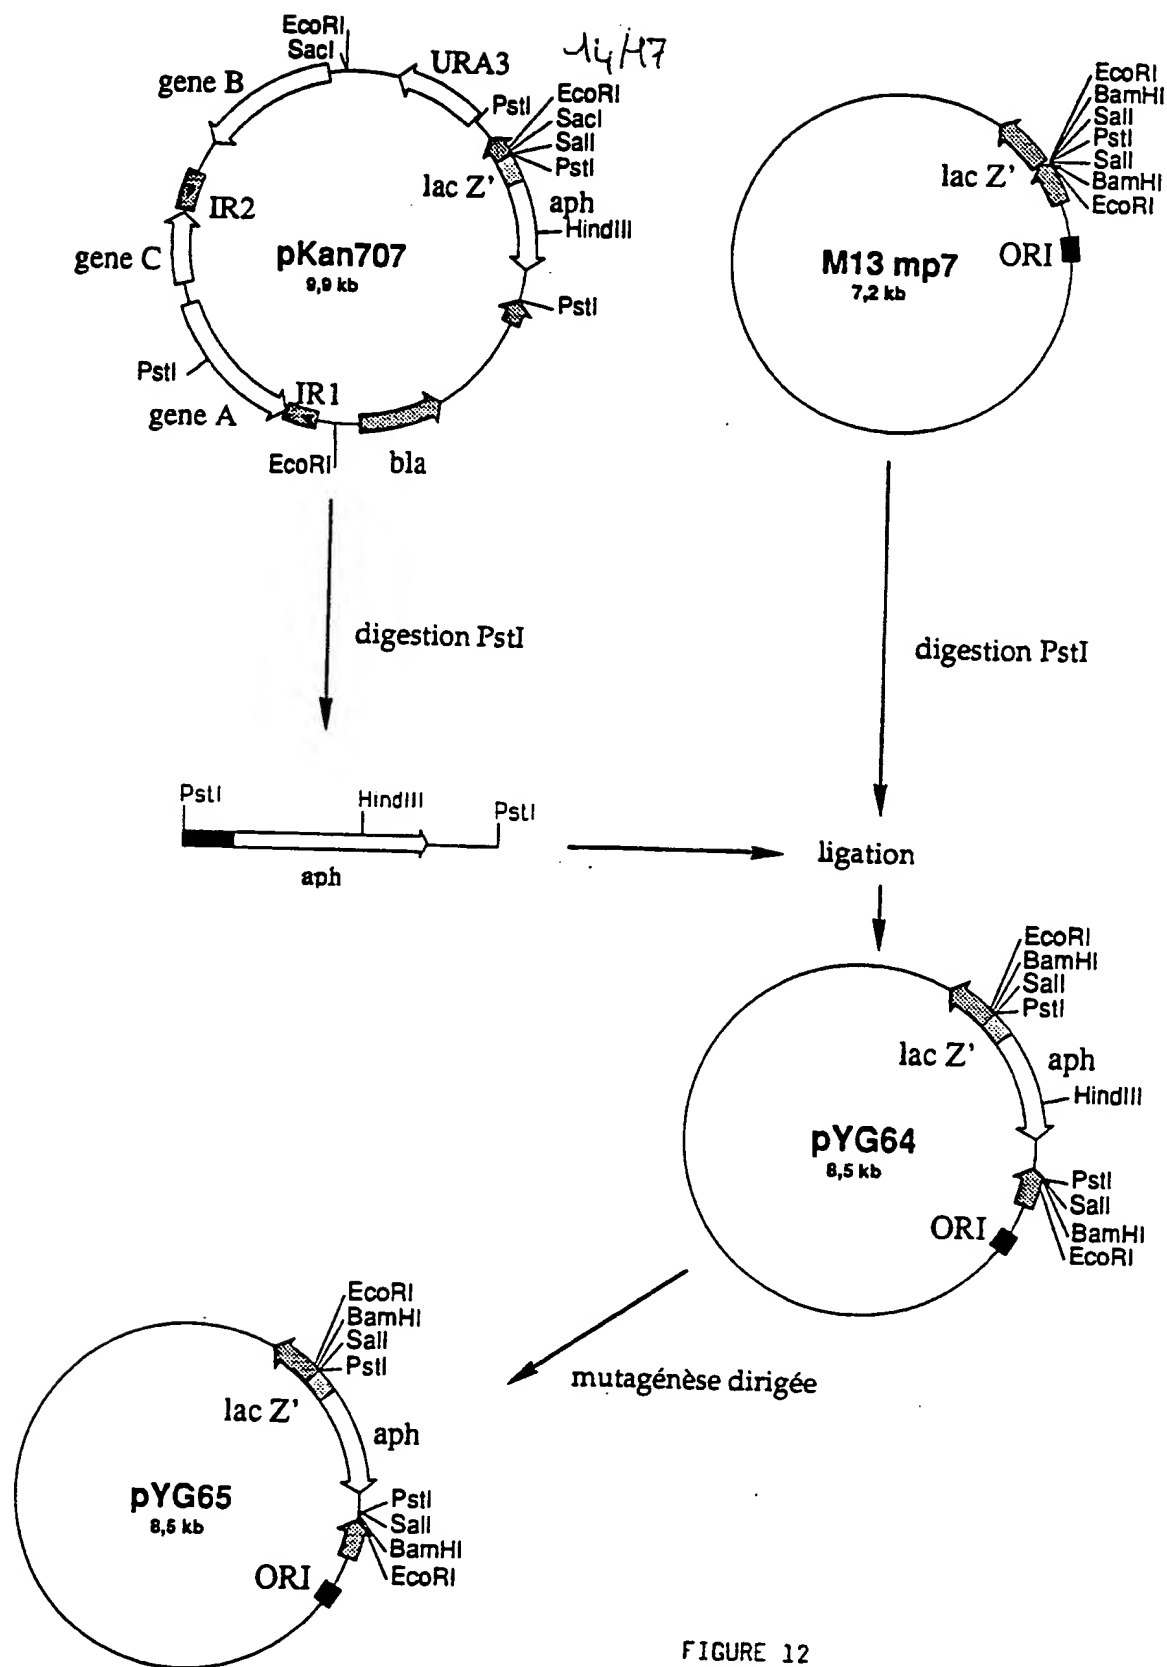 14/17
EcoRI
SacI
URA3
gene B
PstI
EcoRI
SacI
SalI
PstI
lac Z'
aph
HindIII
IR2
gene C
pKan707
9,9 kb
PstI
PstI
IR1
gene A
EcoRI
bla
EcoRI
BamHI
SalI
PstI
SalI
BamHI
EcoRI
lac Z'
ORI
M13 mp7
7,2 kb
digestion PstI
digestion PstI
PstI
HindIII
PstI
aph
ligation
EcoRI
BamHI
SalI
PstI
lac Z'
aph
HindIII
pYG64
8,5 kb
PstI
SalI
BamHI
EcoRI
ORI
mutagénèse dirigée
EcoRI
BamHI
SalI
PstI
lac Z'
aph
pYG65
8,5 kb
PstI
SalI
BamHI
EcoRI
ORI
FIGURE 12